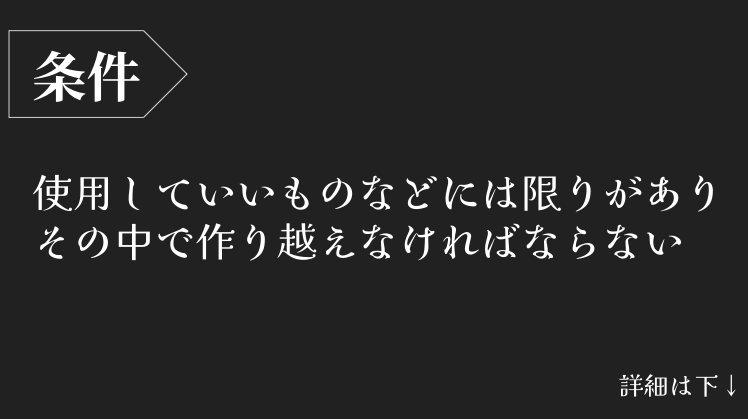 条件
使用していいものなどには限りがあり
その中で作り越えなければならない
詳細は下↓